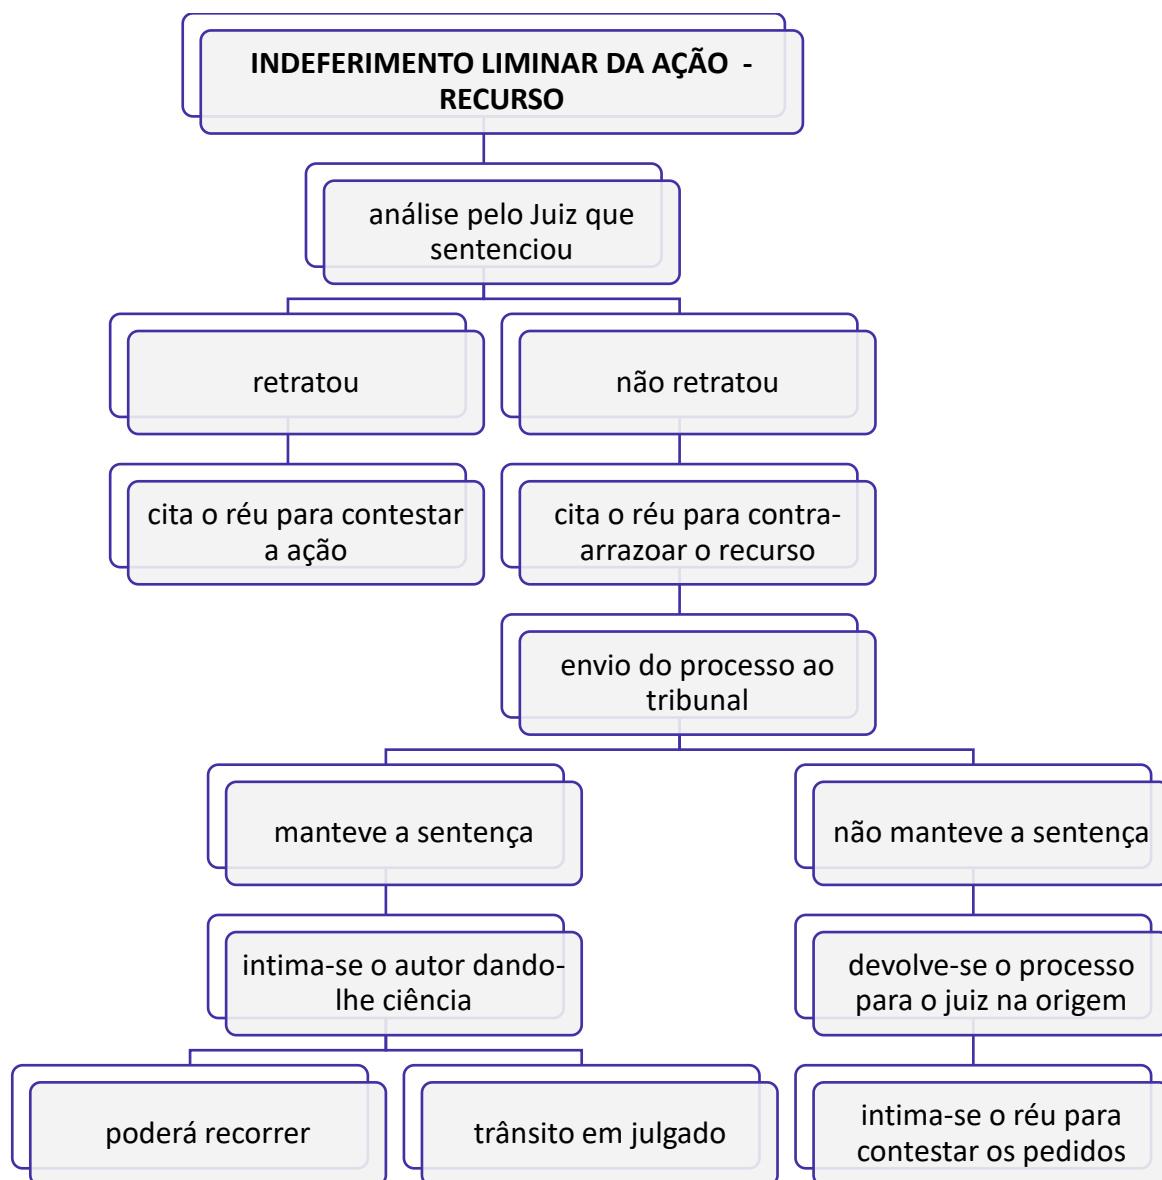 INDEFERIMENTO LIMINAR DA AÇÃO -
RECURSO
análise pelo Juiz que
sentenciou
retratou
não retratou
cita o réu para contestar
a ação
cita o réu para contra-
arrazoar o recurso
envio do processo ao
tribunal
manteve a sentença
não manteve a sentença
intima-se o autor dando-
lhe ciência
devolve-se o processo
para o juiz na origem
poderá recorrer
trânsito em julgado
intima-se o réu para
contestar os pedidos